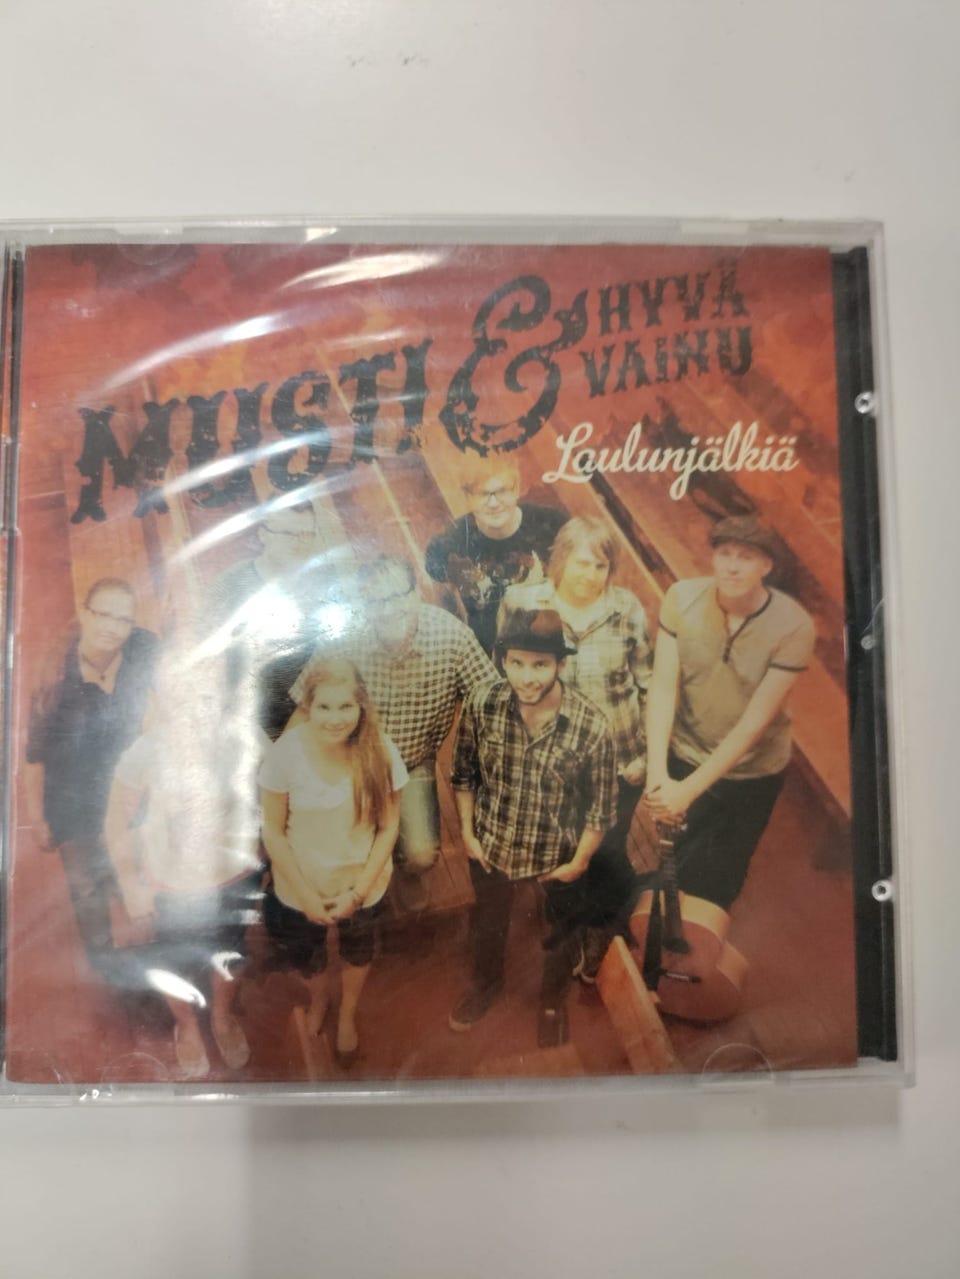 MUSTI & HYVÄ
VAINU
Laulunjälkiä